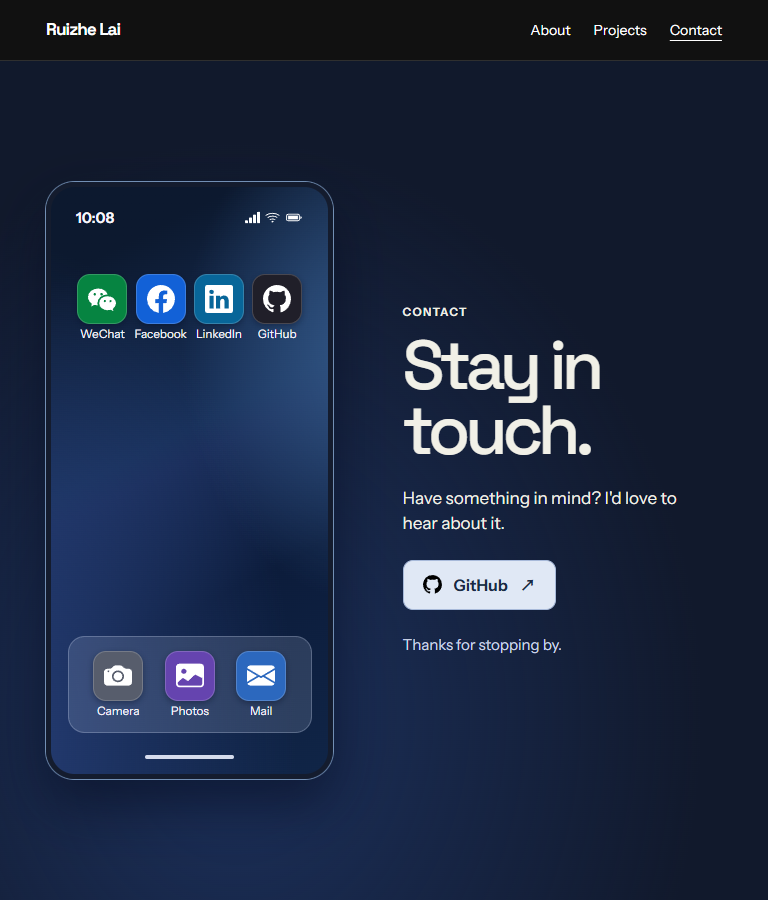 Ruizhe Lai
About Projects Contact
10:08
WeChat Facebook LinkedIn GitHub
Camera Photos Mail
CONTACT
Stay in
touch.
Have something in mind? I'd love to
hear about it.
GitHub ↗
Thanks for stopping by.